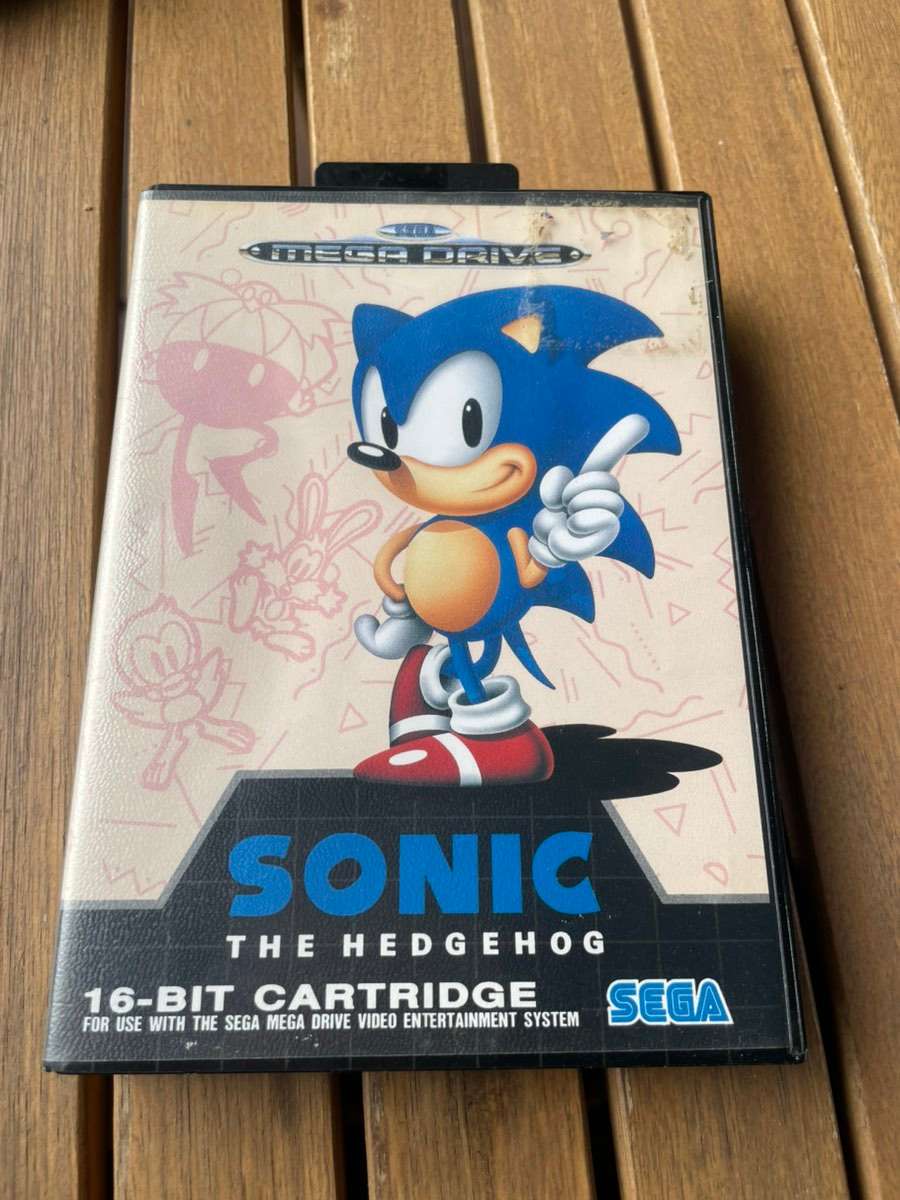 SEGA
MEGA DRIVE
SONIC
THE HEDGEHOG
16-BIT CARTRIDGE
FOR USE WITH THE SEGA MEGA DRIVE VIDEO ENTERTAINMENT SYSTEM
SEGA